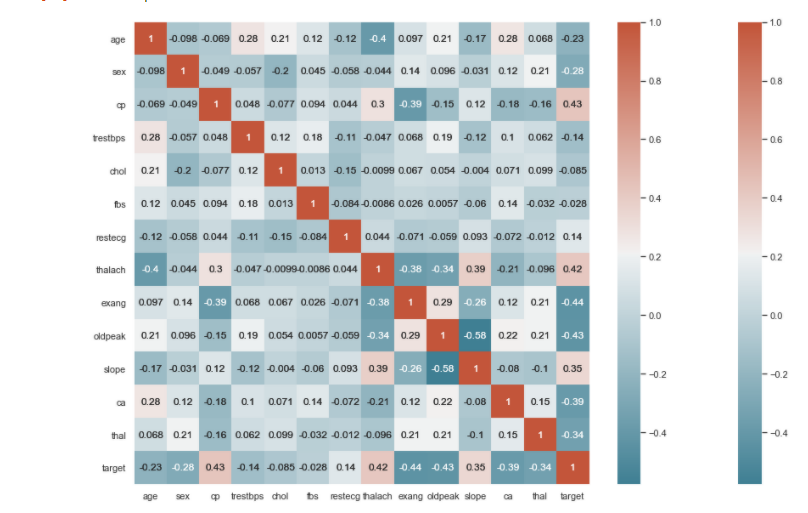 age 1 -0.098 -0.069 0.28 0.21 0.12 -0.12 -0.4 0.097 0.21 -0.17 0.28 0.068 -0.23
sex -0.098 1 -0.049 -0.057 -0.2 0.045 -0.058 -0.044 0.14 0.096 -0.031 0.12 0.21 -0.28
cp -0.069 -0.049 1 0.048 -0.077 0.094 0.044 0.3 -0.39 -0.15 0.12 -0.18 -0.16 0.43
trestbps 0.28 -0.057 0.048 1 0.12 0.18 -0.11 -0.047 0.068 0.19 -0.12 0.1 0.062 -0.14
chol 0.21 -0.2 -0.077 0.12 1 0.013 -0.15 -0.0099 0.067 0.054 -0.004 0.071 0.099 -0.085
fbs 0.12 0.045 0.094 0.18 0.013 1 -0.084 -0.0086 0.026 0.0057 -0.06 0.14 -0.032 -0.028
restecg -0.12 -0.058 0.044 -0.11 -0.15 -0.084 1 0.044 -0.071 -0.059 0.093 -0.072 -0.012 0.14
thalach -0.4 -0.044 0.3 -0.047 -0.0099 -0.0086 0.044 1 -0.38 -0.34 0.39 -0.21 -0.096 0.42
exang 0.097 0.14 -0.39 0.068 0.067 0.026 -0.071 -0.38 1 0.29 -0.26 0.12 0.21 -0.44
oldpeak 0.21 0.096 -0.15 0.19 0.054 0.0057 -0.059 -0.34 0.29 1 -0.58 0.22 0.21 -0.43
slope -0.17 -0.031 0.12 -0.12 -0.004 -0.06 0.093 0.39 -0.26 -0.58 1 -0.08 -0.1 0.35
ca 0.28 0.12 -0.18 0.1 0.071 0.14 -0.072 -0.21 0.12 0.22 -0.08 1 0.15 -0.39
thal 0.068 0.21 -0.16 0.062 0.099 -0.032 -0.012 -0.096 0.21 0.21 -0.1 0.15 1 -0.34
target -0.23 -0.28 0.43 -0.14 -0.085 -0.028 0.14 0.42 -0.44 -0.43 0.35 -0.39 -0.34 1
age sex cp trestbps chol fbs restecg thalach exang oldpeak slope ca thal target
1.0
0.8
0.6
0.4
0.2
0.0
-0.2
-0.4
1.0
0.8
0.6
0.4
0.2
0.0
-0.2
-0.4